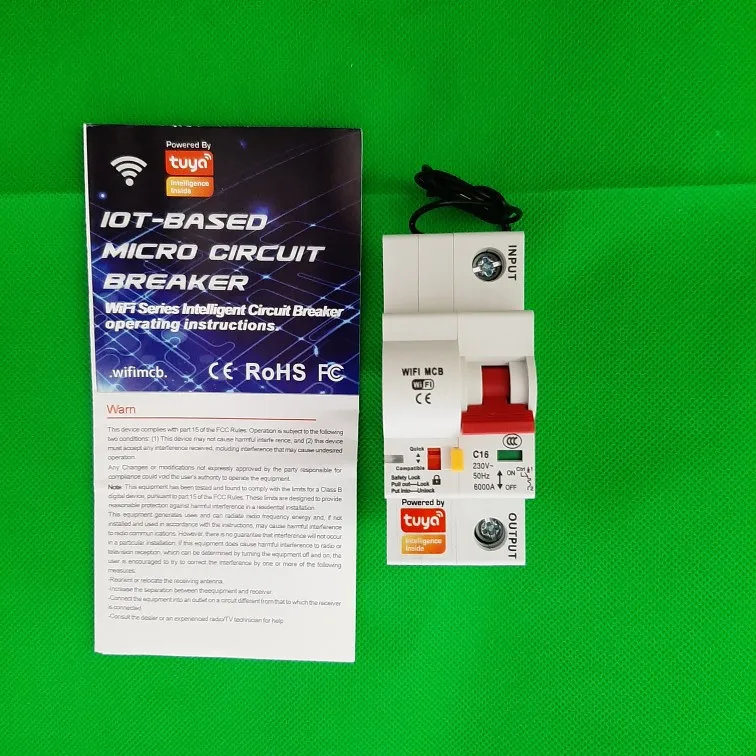 Powered By
tuya
Intelligence
Inside
IOT-BASED
MICRO CIRCUIT
BREAKER
WiFi Series Intelligent Circuit Breaker
operating instructions.
.wifimcb.
CE RoHS FC
Warn
This device complies with part 15 of the FCC Rules. Operation is subject to the following
two conditions: (1) This device may not cause harmful interfe rence, and (2) this device
must accept any interference received, including interference that may cause undesired
operation.
Any Changes or modifications not expressly approved by the party responsible for
compliance could void the user's authority to operate the equipment.
Note: This equipment has been tested and found to comply with the limits for a Class B
digital device, pursuant to part 15 of the FCC Rules. These limits are designed to provide
reasonable protection against harmful interference in a residential installation.
This equipment generates uses and can radiate radio frequency energy and, if not
installed and used in accordance with the instructions, may cause harmful interference
to radio communications. However, there is no guarantee that interference will not occur
in a particular installation. If this equipment does cause harmful interference to radio or
television reception, which can be determined by turning the equipment off and on, the
user is encouraged to try to correct the interference by one or more of the following
measures:
-Reorient or relocate the receiving antenna.
-Increase the separation between theequipment and receiver.
-Connect the equipment into an outlet on a circuit different from that to which the receiver
is connected.
-Consult the dealer or an experienced radio/TV technician for help.
INPUT
WIFI MCB
WiFi
CE
CCC
Quick
Compatible
C16
230V~
50Hz
6000A
ON
OFF
Ctrl
Safety Lock
Pull out----Lock
Put into---Unlock
Powered by
tuya
Intelligence
Inside
OUTPUT